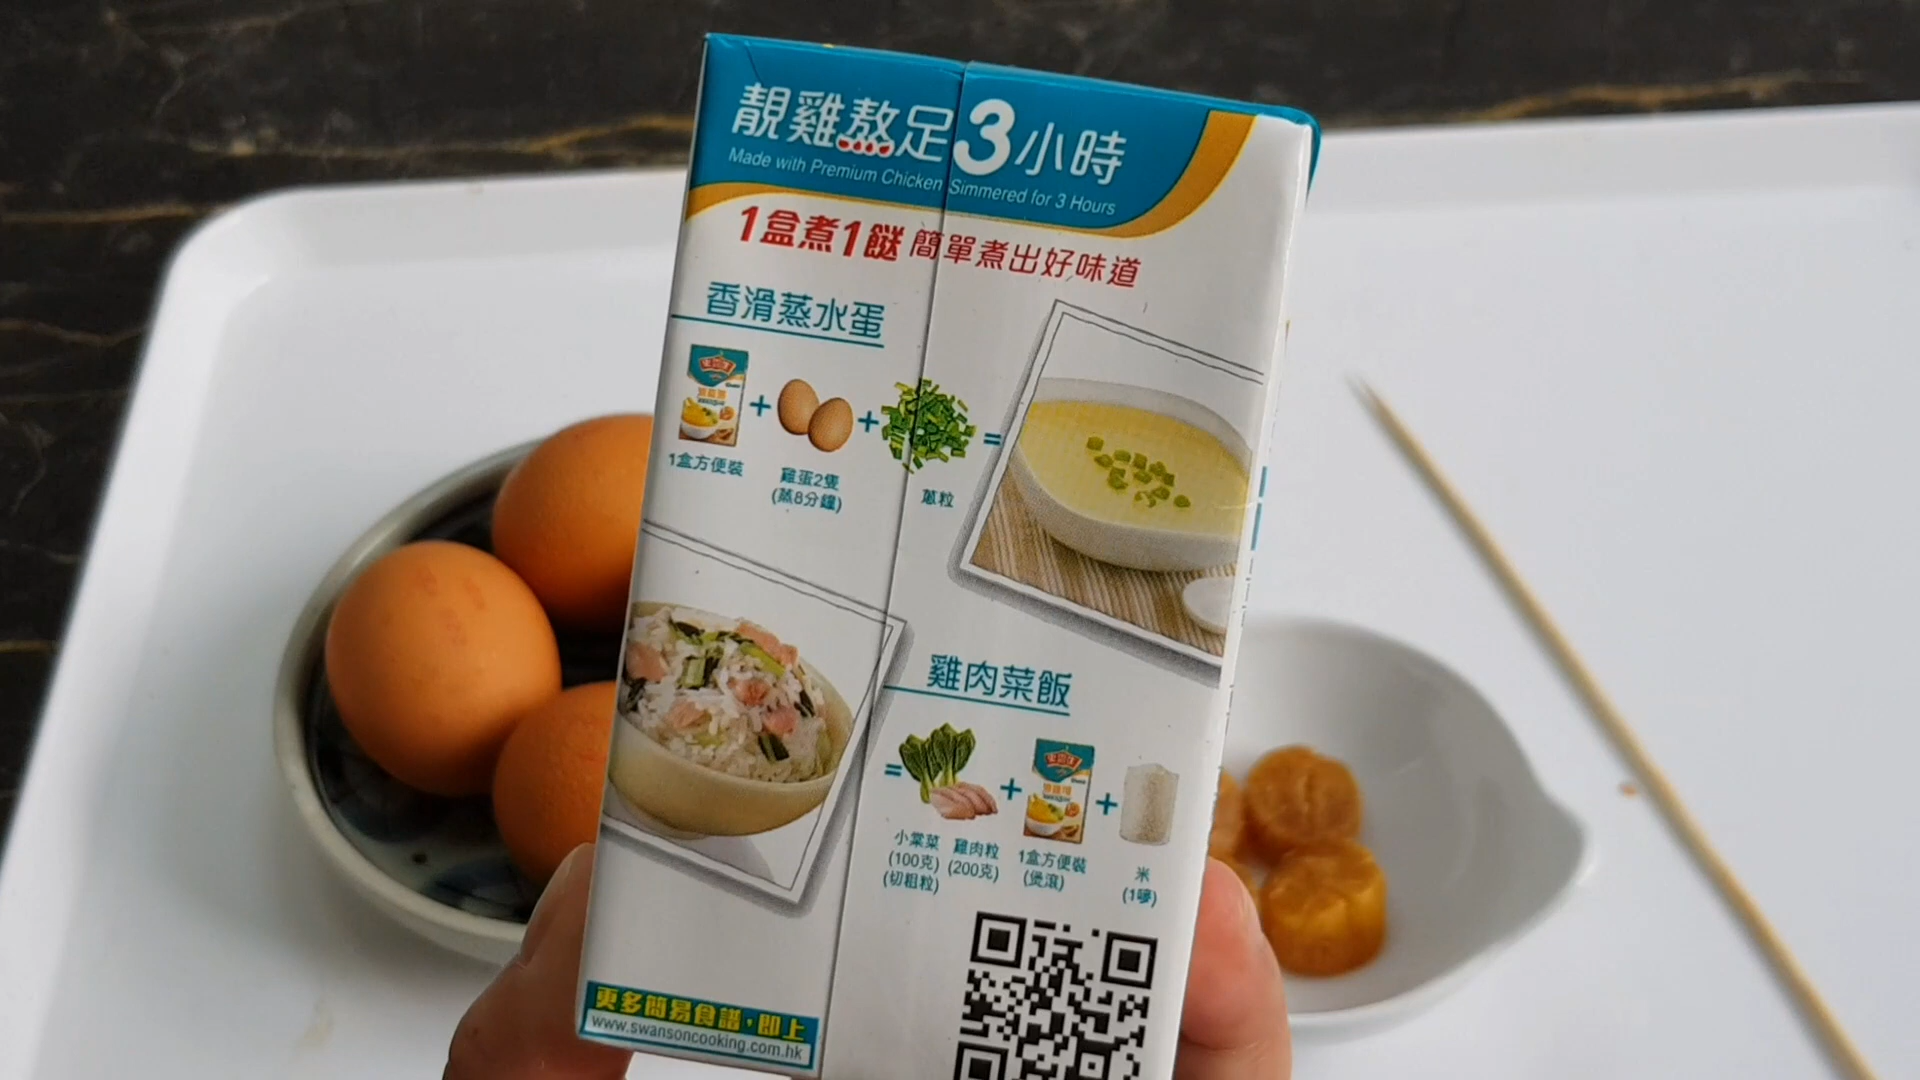 靚雞熬足3小時
Made with Premium Chicken Simmered for 3 Hours
1盒煮1餸 簡單煮出好味道
香滑蒸水蛋
1盒方便裝
雞蛋2隻
(蒸8分鐘)
蔥粒
雞肉菜飯
小棠菜
(100克)
(切粗粒)
雞肉粒
(200克)
1盒方便裝
(煲滾)
米
(1嘜)
更多簡易食譜，即上
www.swansoncooking.com.hk